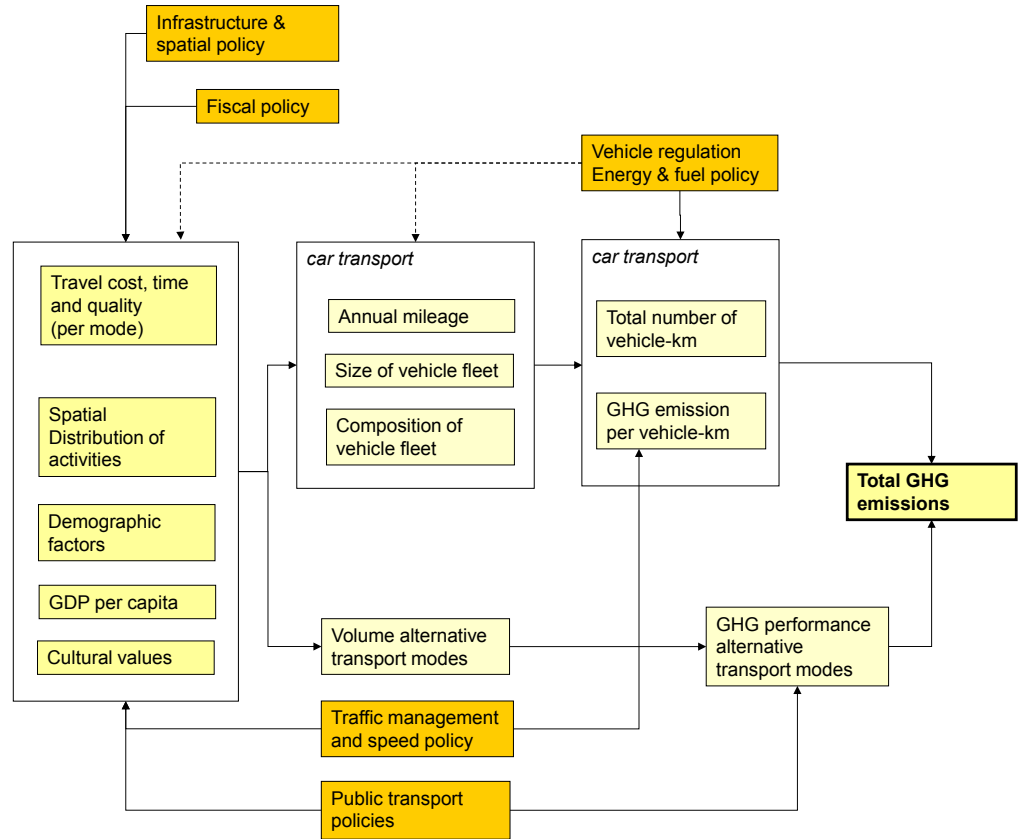 Infrastructure &
spatial policy
Fiscal policy
Vehicle regulation
Energy & fuel policy
car transport
car transport
Travel cost, time
and quality
(per mode)
Annual mileage
Total number of
vehicle-km
Size of vehicle fleet
Spatial
Distribution of
activities
Composition of
vehicle fleet
GHG emission
per vehicle-km
Total GHG
emissions
Demographic
factors
GDP per capita
Cultural values
Volume alternative
transport modes
GHG performance
alternative
transport modes
Traffic management
and speed policy
Public transport
policies